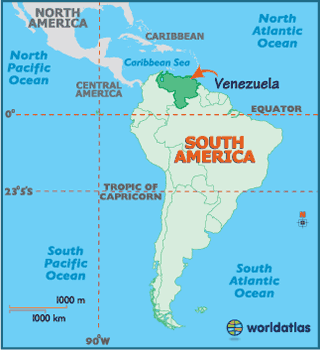 NORTH
AMERICA
North
Atlantic
Ocean
CARIBBEAN
North
Pacific
Ocean
Caribbean Sea
CENTRAL
AMERICA
Venezuela
EQUATOR
0°
SOUTH
AMERICA
23°5'S
TROPIC OF
CAPRICORN
South
Pacific
Ocean
South
Atlantic
Ocean
1000 m
1000 km
90°W
worldatlas